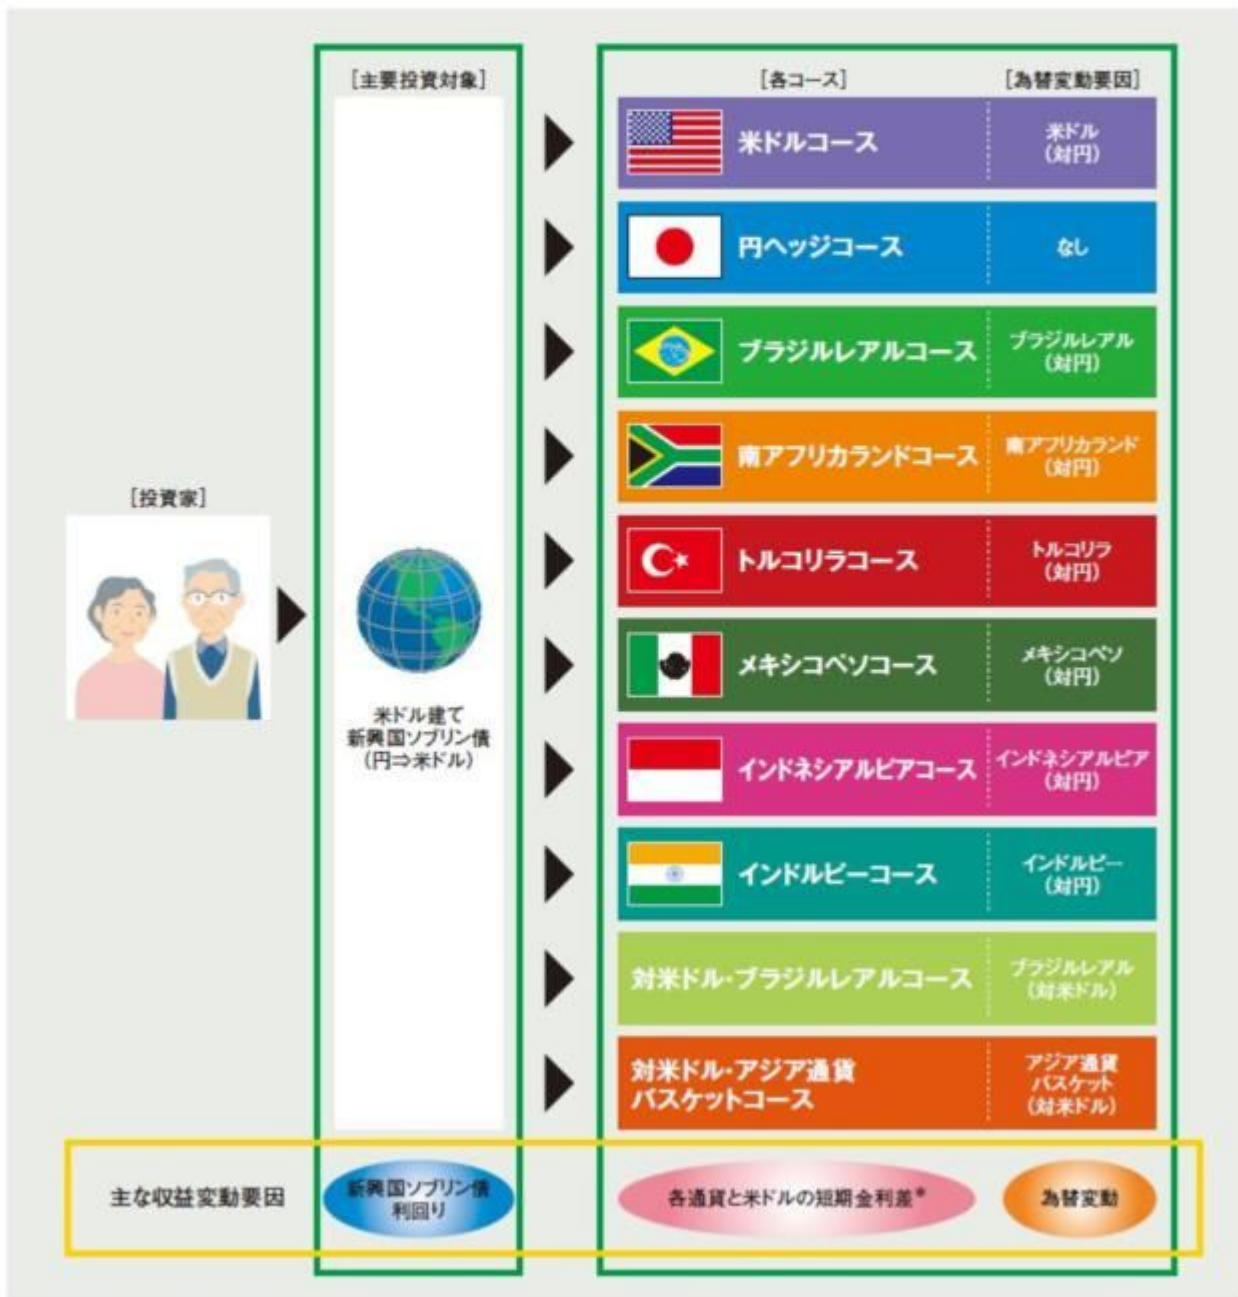 [主要投資対象]
[各コース]
[為替変動要因]
米ドルコース
米ドル
(対円)
円ヘッジコース
なし
ブラジルレアルコース
ブラジルレアル
(対円)
南アフリカランドコース
南アフリカランド
(対円)
[投資家]
トルコリラコース
トルコリラ
(対円)
メキシコペソコース
メキシコペソ
(対円)
米ドル建て
新興国ソブリン債
(円⇒米ドル)
インドネシアルピアコース
インドネシアルピア
(対円)
インドルピーコース
インドルピー
(対円)
対米ドル・ブラジルレアルコース
ブラジルレアル
(対米ドル)
対米ドル・アジア通貨
バスケットコース
アジア通貨
バスケット
(対米ドル)
主な収益変動要因
新興国ソブリン債
利回り
各通貨と米ドルの短期金利差*
為替変動